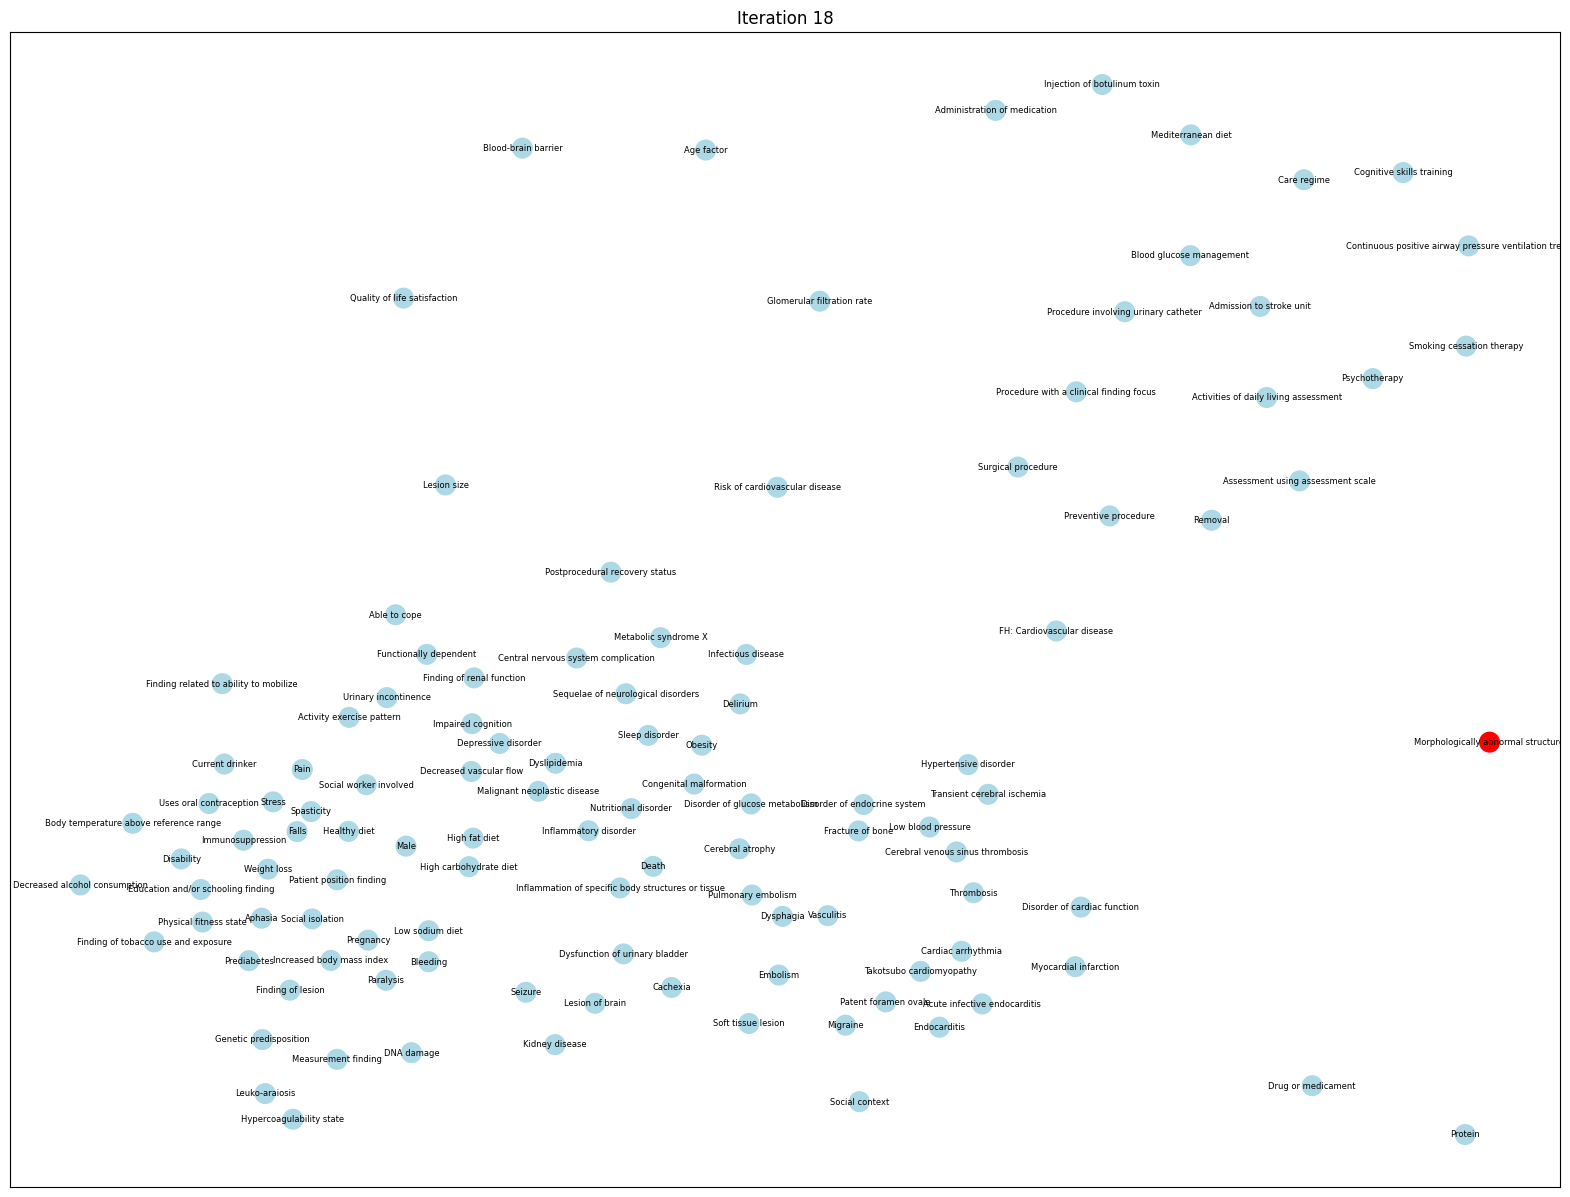 Iteration 18
Injection of botulinum toxin
Administration of medication
Mediterranean diet
Blood-brain barrier
Age factor
Cognitive skills training
Care regime
Continuous positive airway pressure ventilation tre
Blood glucose management
Quality of life satisfaction
Glomerular filtration rate
Admission to stroke unit
Procedure involving urinary catheter
Smoking cessation therapy
Psychotherapy
Procedure with a clinical finding focus
Activities of daily living assessment
Surgical procedure
Assessment using assessment scale
Lesion size
Risk of cardiovascular disease
Preventive procedure
Removal
Postprocedural recovery status
Able to cope
FH: Cardiovascular disease
Metabolic syndrome X
Functionally dependent
Central nervous system complication
Infectious disease
Finding of renal function
Finding related to ability to mobilize
Urinary incontinence
Sequelae of neurological disorders
Delirium
Activity exercise pattern
Impaired cognition
Sleep disorder
Depressive disorder
Obesity
Morphologically abnormal structure
Current drinker
Pain
Dyslipidemia
Hypertensive disorder
Decreased vascular flow
Social worker involved
Congenital malformation
Malignant neoplastic disease
Transient cerebral ischemia
Uses oral contraception
Stress
Spasticity
Nutritional disorder
Disorder of glucose metabolism
Disorder of endocrine system
Body temperature above reference range
Falls
Healthy diet
Inflammatory disorder
Fracture of bone
Low blood pressure
Immunosuppression
Male
High fat diet
Cerebral atrophy
Cerebral venous sinus thrombosis
Disability
Weight loss
High carbohydrate diet
Death
Decreased alcohol consumption
Education and/or schooling finding
Patient position finding
Inflammation of specific body structures or tissue
Pulmonary embolism
Thrombosis
Disorder of cardiac function
Physical fitness state
Aphasia
Social isolation
Dysphagia
Vasculitis
Low sodium diet
Finding of tobacco use and exposure
Pregnancy
Dysfunction of urinary bladder
Cardiac arrhythmia
Prediabetes
Increased body mass index
Bleeding
Takotsubo cardiomyopathy
Myocardial infarction
Embolism
Paralysis
Finding of lesion
Seizure
Cachexia
Lesion of brain
Patent foramen ovale
Acute infective endocarditis
Soft tissue lesion
Migraine
Endocarditis
Genetic predisposition
Kidney disease
Measurement finding
DNA damage
Drug or medicament
Leuko-araiosis
Social context
Hypercoagulability state
Protein